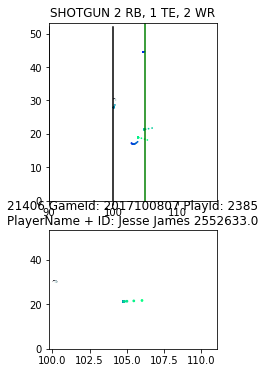 SHOTGUN 2 RB, 1 TE, 2 WR
50
40
30
20
10
0
90 100 110
21406 GameId: 2017100807 PlayId: 2385
PlayerName + ID: Jesse James 2552633.0
40
20
0
100.0 102.5 105.0 107.5 110.0